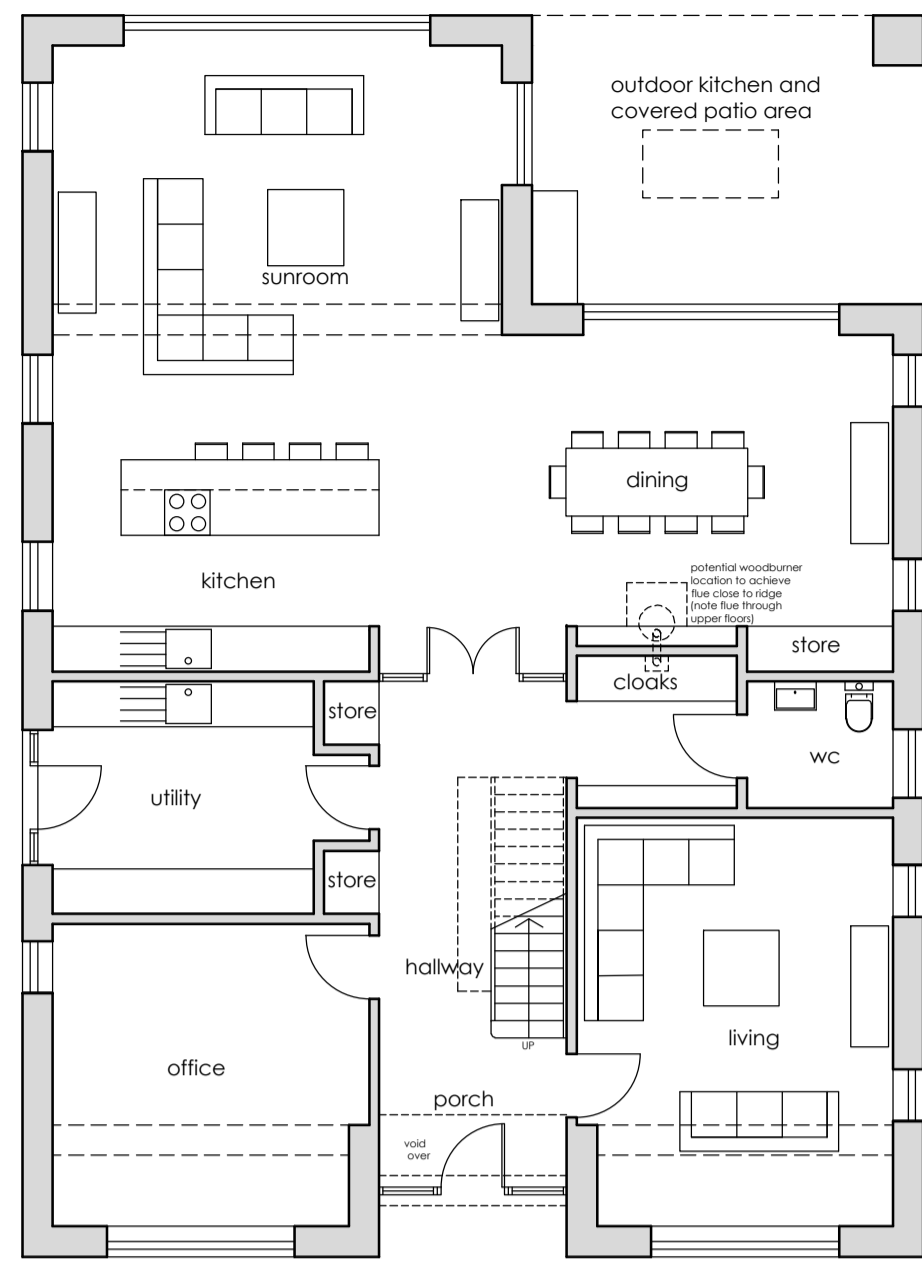 outdoor kitchen and
covered patio area
sunroom
dining
potential woodburner
location to achieve
flue close to ridge
(note flue through
upper floors)
kitchen
store
cloaks
store
wc
utility
store
hallway
UP
living
office
porch
void
over